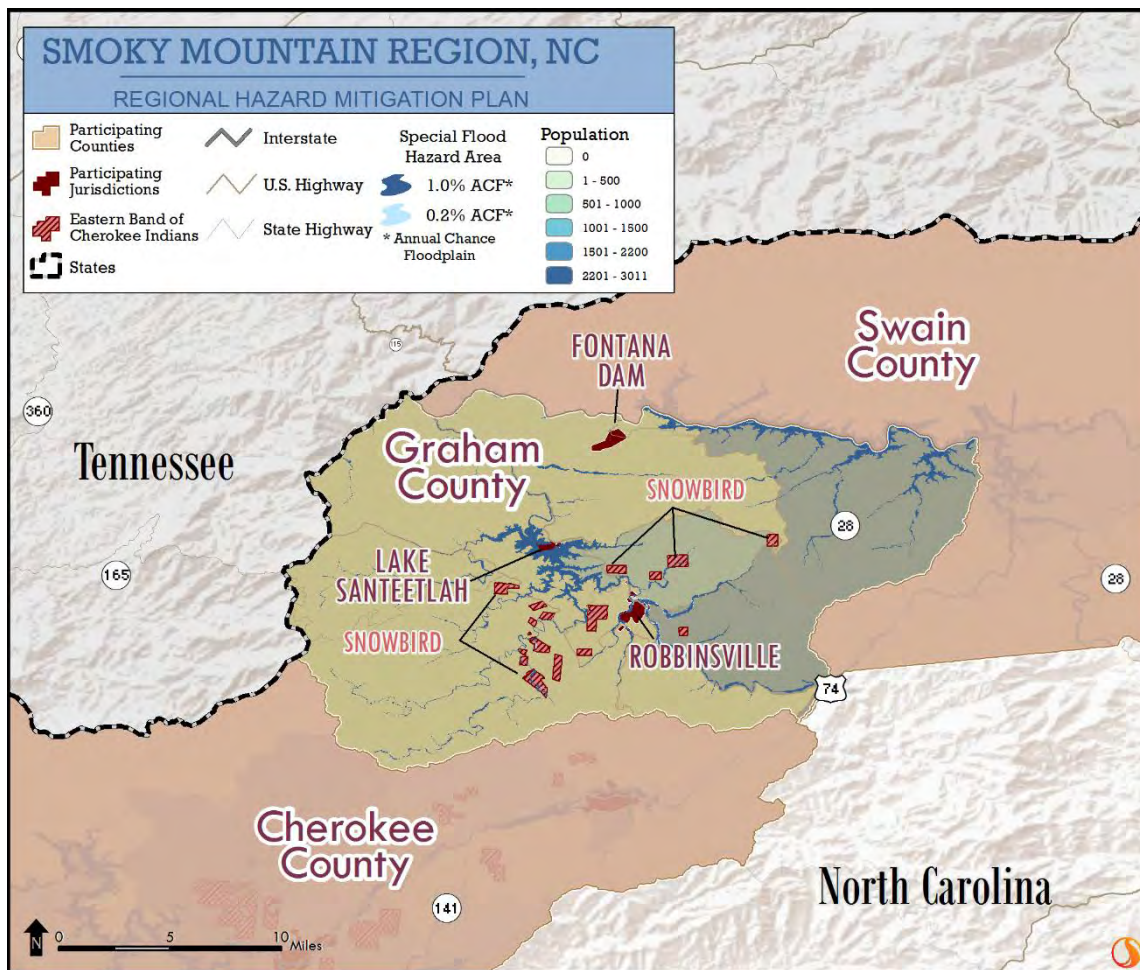 SMOKY MOUNTAIN REGION, NC
REGIONAL HAZARD MITIGATION PLAN
Participating
Counties
Participating
Jurisdictions
Eastern Band of
Cherokee Indians
States
Interstate
U.S. Highway
State Highway
Special Flood
Hazard Area
1.0% ACF*
0.2% ACF*
* Annual Chance
Floodplain
Population
0
1 - 500
501 - 1000
1001 - 1500
1501 - 2200
2201 - 3011
Swain
County
FONTANA
DAM
115
360
Tennessee
Graham
County
SNOWBIRD
28
LAKE
SANTEETLAH
165
28
SNOWBIRD
ROBBINSVILLE
74
Cherokee
County
North Carolina
141
N
0 5 10
Miles